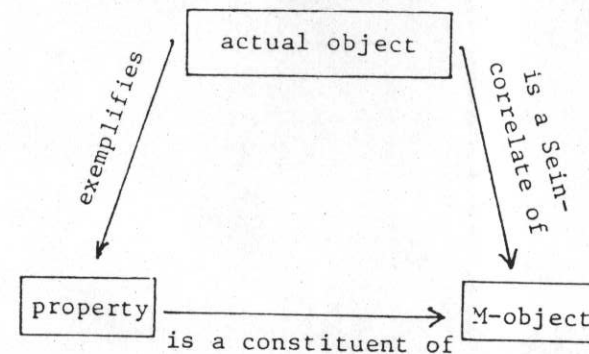 actual object
exemplifies
is a Sein-
correlate of
property
M-object
is a constituent of